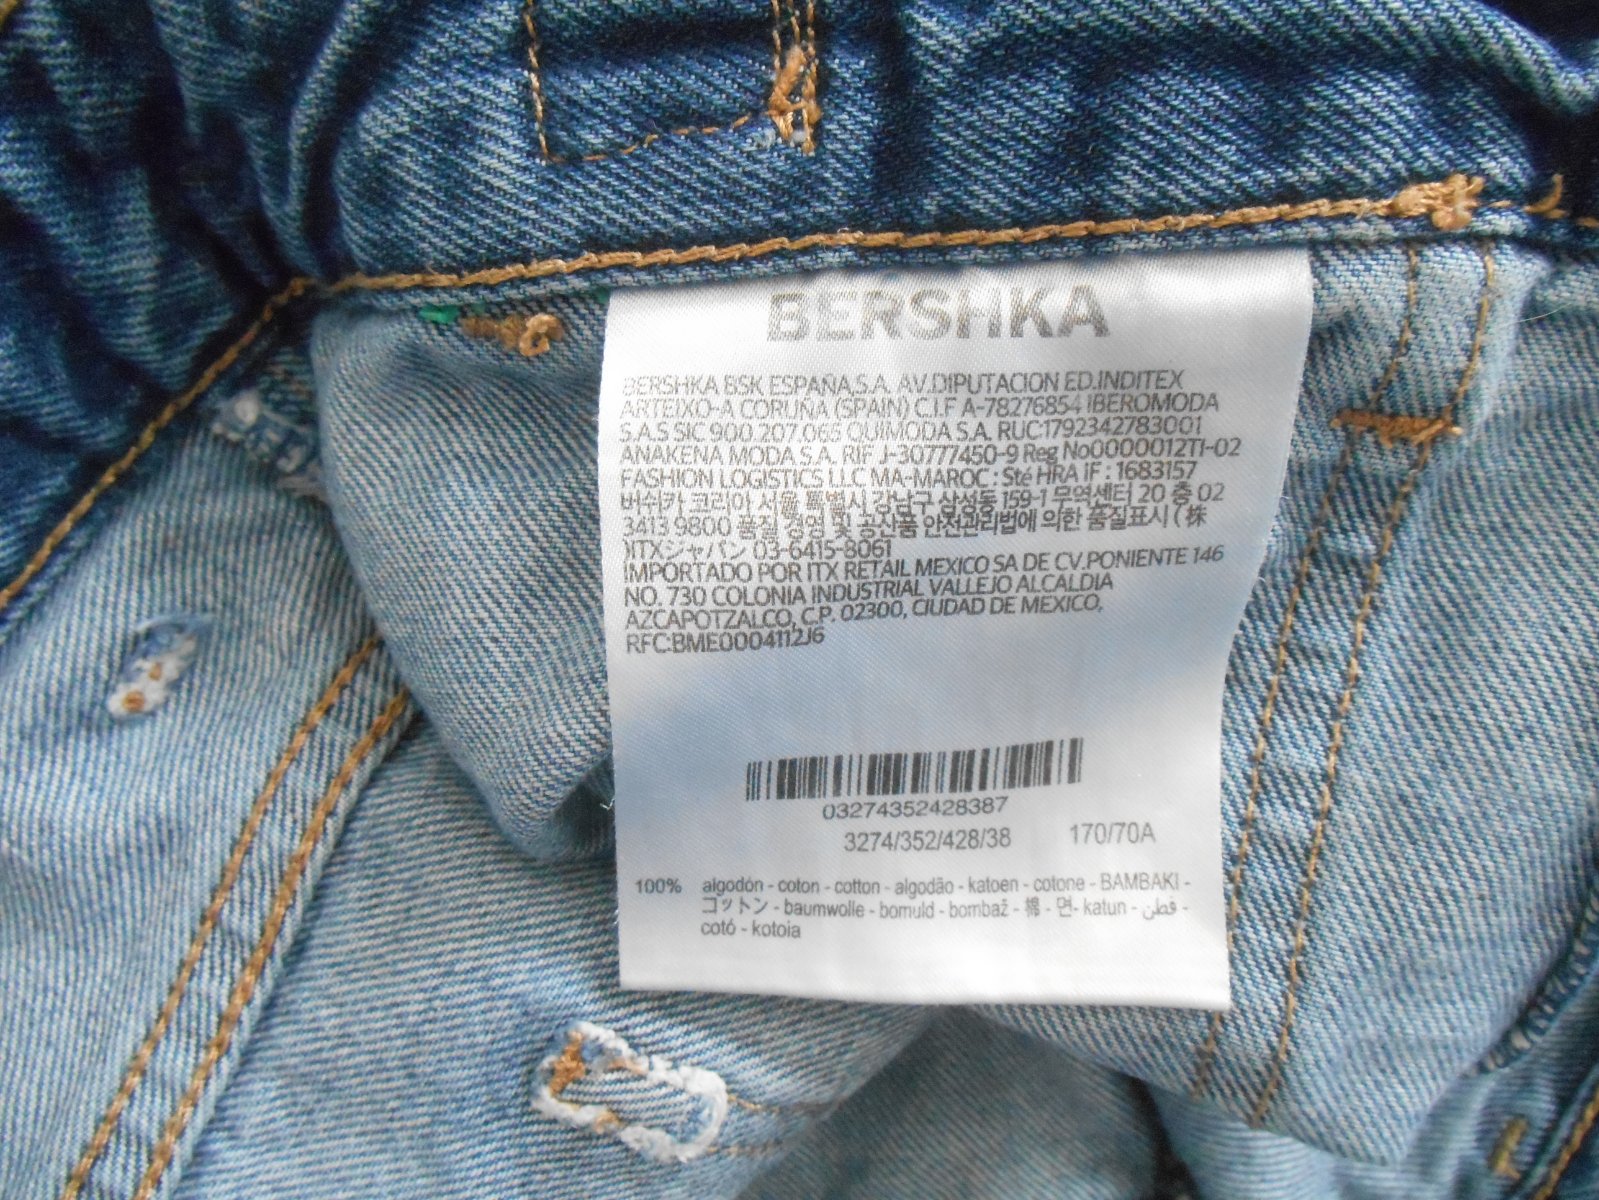 BERSHKA
BERSHKA BSK ESPAÑA,S.A. AV.DIPUTACION ED.INDITEX
ARTEIXO-A CORUÑA (SPAIN) C.I.F A-78276854 IBEROMODA
S.A.S SIC 900.207.065 QUIMODA S.A. RUC1792342783001
ANAKENA MODA S.A. RIF J-30777450-9 Reg No0000012TI-02
FASHION LOGISTICS LLC MA-MAROC : Sté HRA IF : 1683157
버쉬카 코리아 서울 특별시 강남구 삼성동 159-1 무역센터 20 층 02
3413 9800 품질 경영 및 공산품 안전관리법에 의한 품질표시 (株
)ITXジャパン 03-6415-8061
IMPORTADO POR ITX RETAIL MEXICO SA DE CV.PONIENTE 146
NO. 730 COLONIA INDUSTRIAL VALLEJO ALCALDIA
AZCAPOTZALCO, C.P. 02300, CIUDAD DE MEXICO,
RFC:BME0004112J6
03274352428387
3274/352/428/38 170/70A
100% algodón - coton - cotton - algodão - katoen - cotone - BAMBAKI -
コットン - baumwolle - bomuld - bombaž - 棉 - 면- katun - قطن -
cotó - kotoia